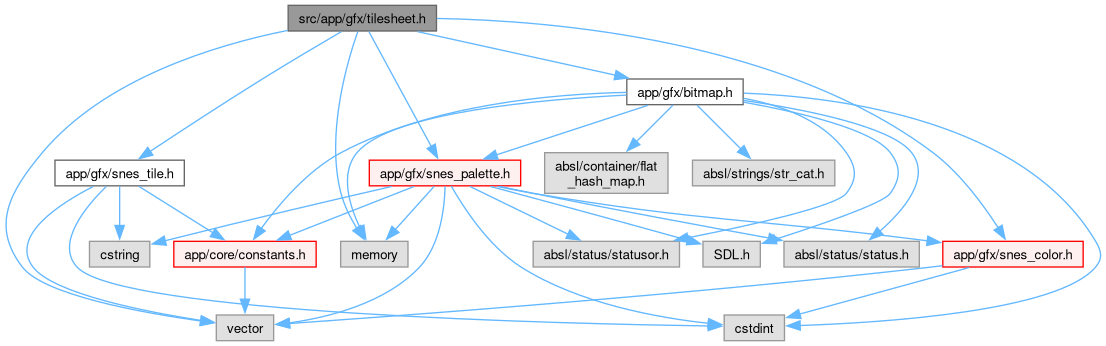 src/app/gfx/tilesheet.h
app/gfx/bitmap.h
app/gfx/snes_tile.h
app/gfx/snes_palette.h
absl/container/flat
_hash_map.h
absl/strings/str_cat.h
cstring
app/core/constants.h
memory
absl/status/statusor.h
SDL.h
absl/status/status.h
app/gfx/snes_color.h
vector
cstdint